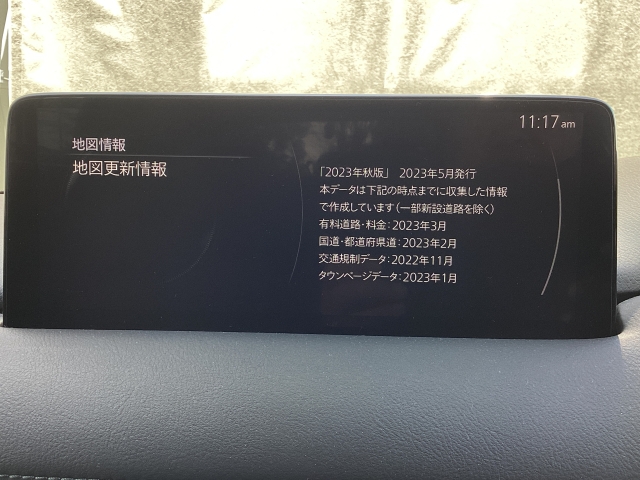 11:17 am
地図情報
地図更新情報
「2023年秋版」 2023年5月発行
本データは下記の時点までに収集した情報
で作成しています(一部新設道路を除く)
有料道路・料金：2023年3月
国道・都道府県道：2023年2月
交通規制データ：2022年11月
タウンページデータ：2023年1月